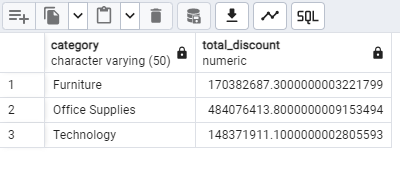 SQL
category total_discount
character varying (50) numeric
1 Furniture 170382687.3000000003221799
2 Office Supplies 484076413.8000000009153494
3 Technology 148371911.1000000002805593